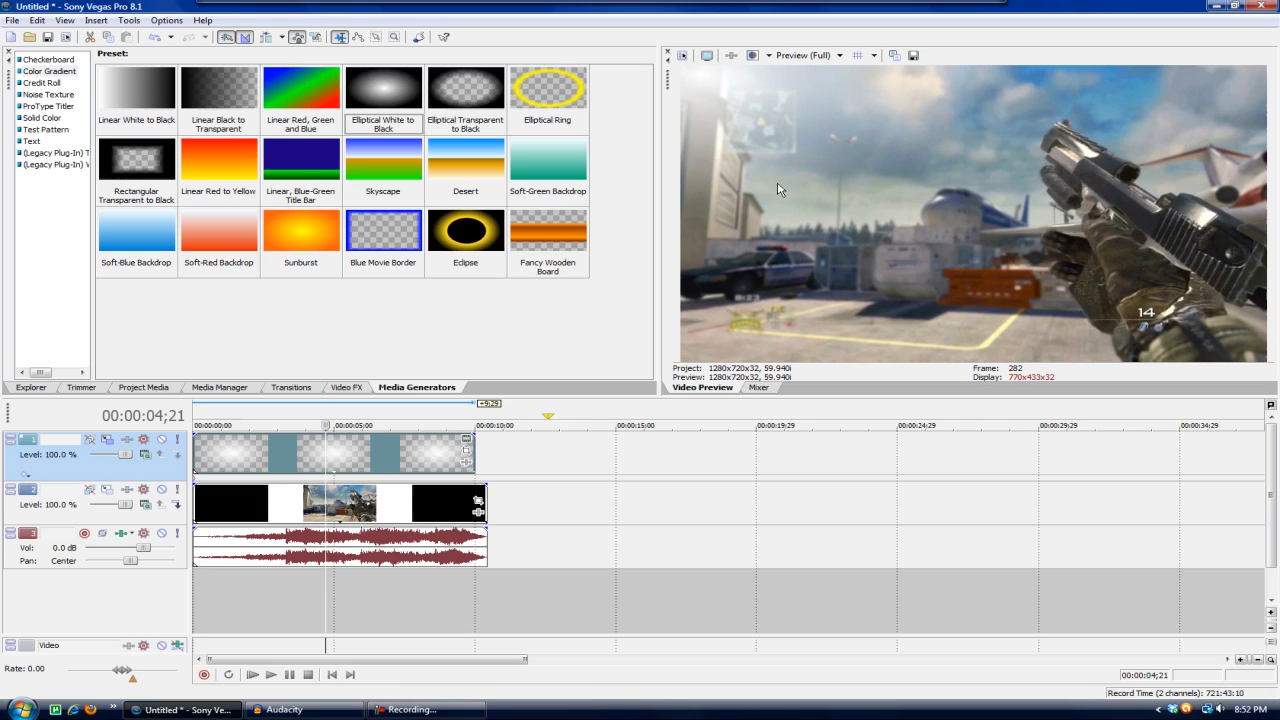 Untitled * - Sony Vegas Pro 8.1
File Edit View Insert Tools Options Help
Checkerboard
Color Gradient
Credit Roll
Noise Texture
ProType Titler
Solid Color
Test Pattern
Text
(Legacy Plug-In) T
(Legacy Plug-In)
Preset:
Linear White to Black
Linear Black to Transparent
Linear Red, Green and Blue
Elliptical White to Black
Elliptical Transparent to Black
Elliptical Ring
Rectangular Transparent to Black
Linear Red to Yellow
Linear, Blue-Green Title Bar
Skyscape
Desert
Soft-Green Backdrop
Soft-Blue Backdrop
Soft-Red Backdrop
Sunburst
Blue Movie Border
Eclipse
Fancy Wooden Board
Preview (Full)
8:23
14
Project: 1280x720x32, 59.940i Frame: 282
Preview: 1280x720x32, 59.940i Display: 770x433x32
Explorer Trimmer Project Media Media Manager Transitions Video FX Media Generators
Video Preview Mixer
00:00:04;21
+9;29
00:00:00;00 00:00:05;00 00:00:10;00 00:00:15;00 00:00:19;29 00:00:24;29 00:00:29;29 00:00:34;29
1
Level: 100.0 %
2
Level: 100.0 %
3
Vol: 0.0 dB
Pan: Center
Video
Rate: 0.00
00:00:04;21
Record Time (2 channels): 721:43:10
Untitled * - Sony Ve... Audacity Recording... 8:52 PM